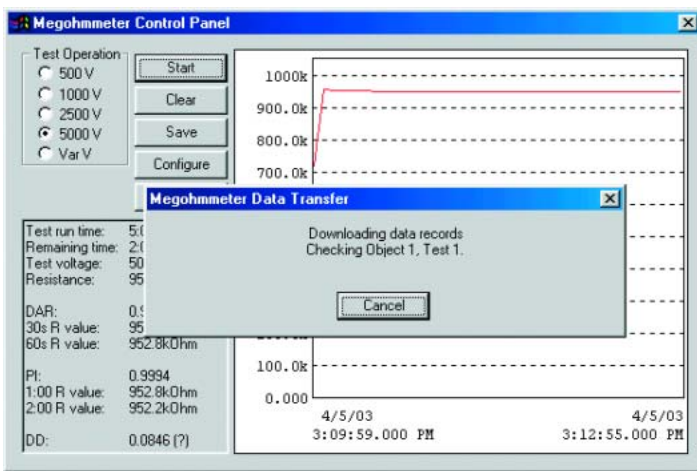 Megohmmeter Control Panel
Test Operation
500 V
1000 V
2500 V
5000 V
Var V
Start
Clear
Save
Configure
1000k
900.0k
800.0k
700.0k
Megohmmeter Data Transfer
Downloading data records
Checking Object 1, Test 1.
Cancel
Test run time:
Remaining time:
Test voltage:
Resistance:
DAR:
30s R value:
60s R value: 952.8kOhm
PI: 0.9994
1:00 R value: 952.8kOhm
2:00 R value: 952.2kOhm
DD: 0.0846 (?)
100.0k
0.000
4/5/03 4/5/03
3:09:59.000 PM 3:12:55.000 PM